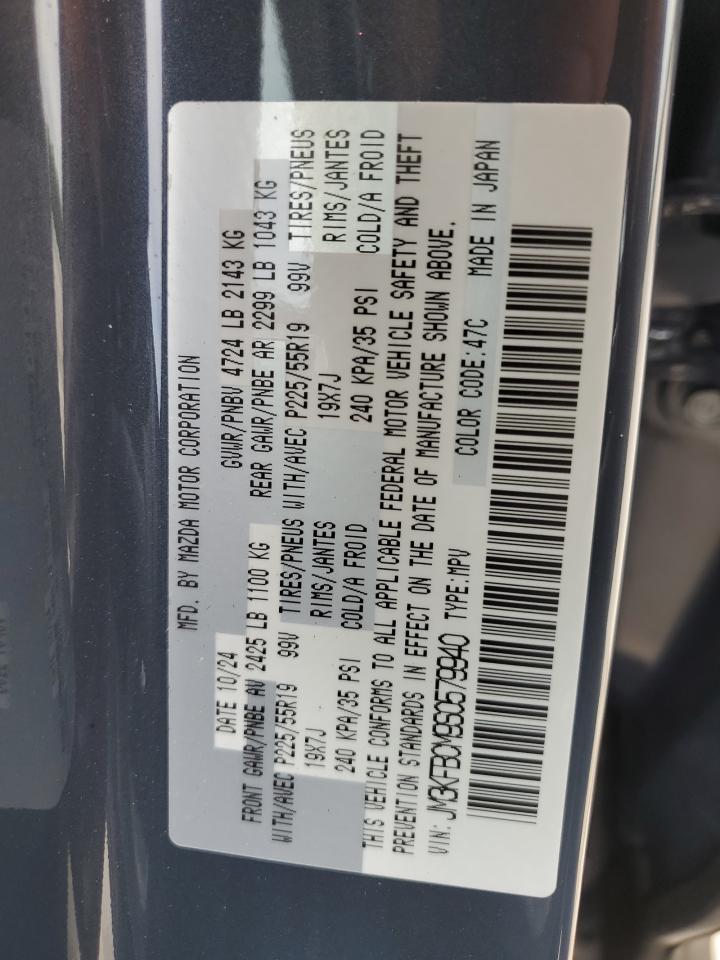 MFD. BY MAZDA MOTOR CORPORATION
DATE 10/24 GVWR/PNBV 4724 LB 2143 KG
FRONT GAWR/PNBE AV 2425 LB 1100 KG REAR GAWR/PNBE AR 2299 LB 1043 KG
WITH/AVEC P225/55R19 99V TIRES/PNEUS WITH/AVEC P225/55R19 99V TIRES/PNEUS
19X7J RIMS/JANTES 19X7J RIMS/JANTES
240 KPA/35 PSI COLD/A FROID 240 KPA/35 PSI COLD/A FROID
THIS VEHICLE CONFORMS TO ALL APPLICABLE FEDERAL MOTOR VEHICLE SAFETY AND THEFT
PREVENTION STANDARDS IN EFFECT ON THE DATE OF MANUFACTURE SHOWN ABOVE.
VIN:JM3KFBCM9S0579940 TYPE:MPV COLOR CODE:47C MADE IN JAPAN